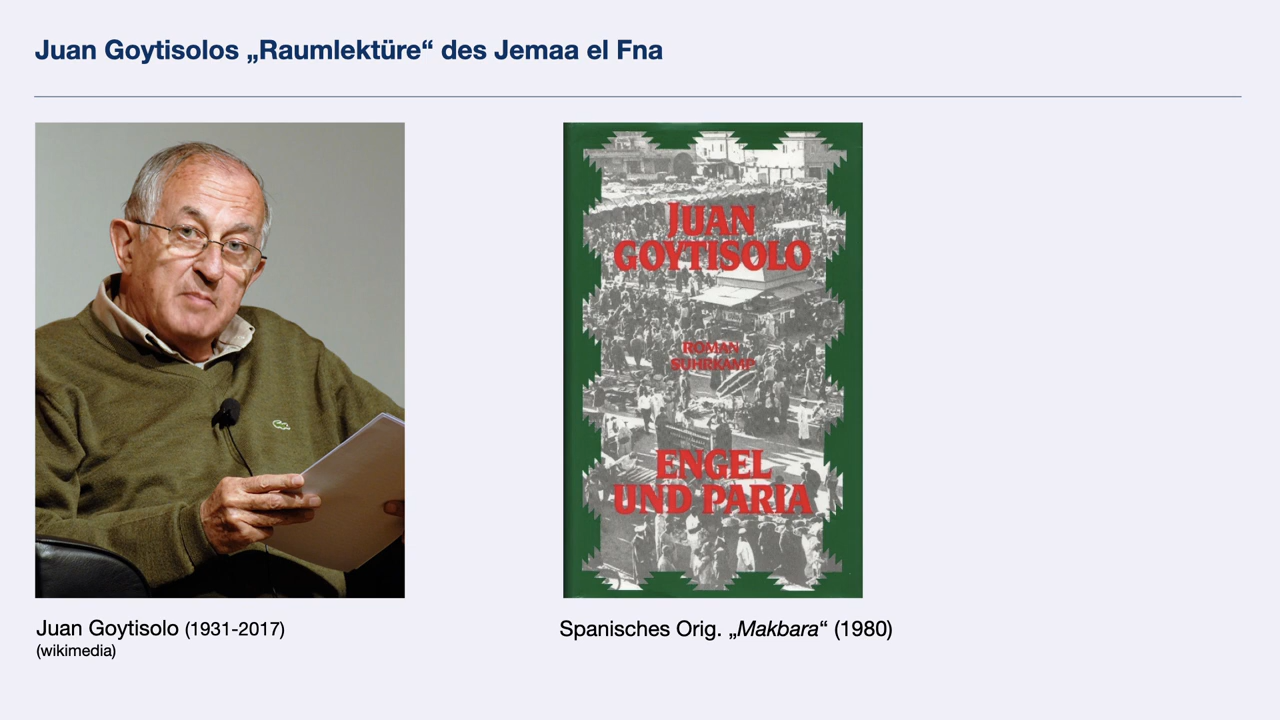 Juan Goytisolos „Raumlektüre“ des Jemaa el Fna
JUAN
GOYTISOLO
ROMAN
SUHRKAMP
ENGEL
UND PARIA
Juan Goytisolo (1931-2017)
(wikimedia)
Spanisches Orig. „Makbara“ (1980)